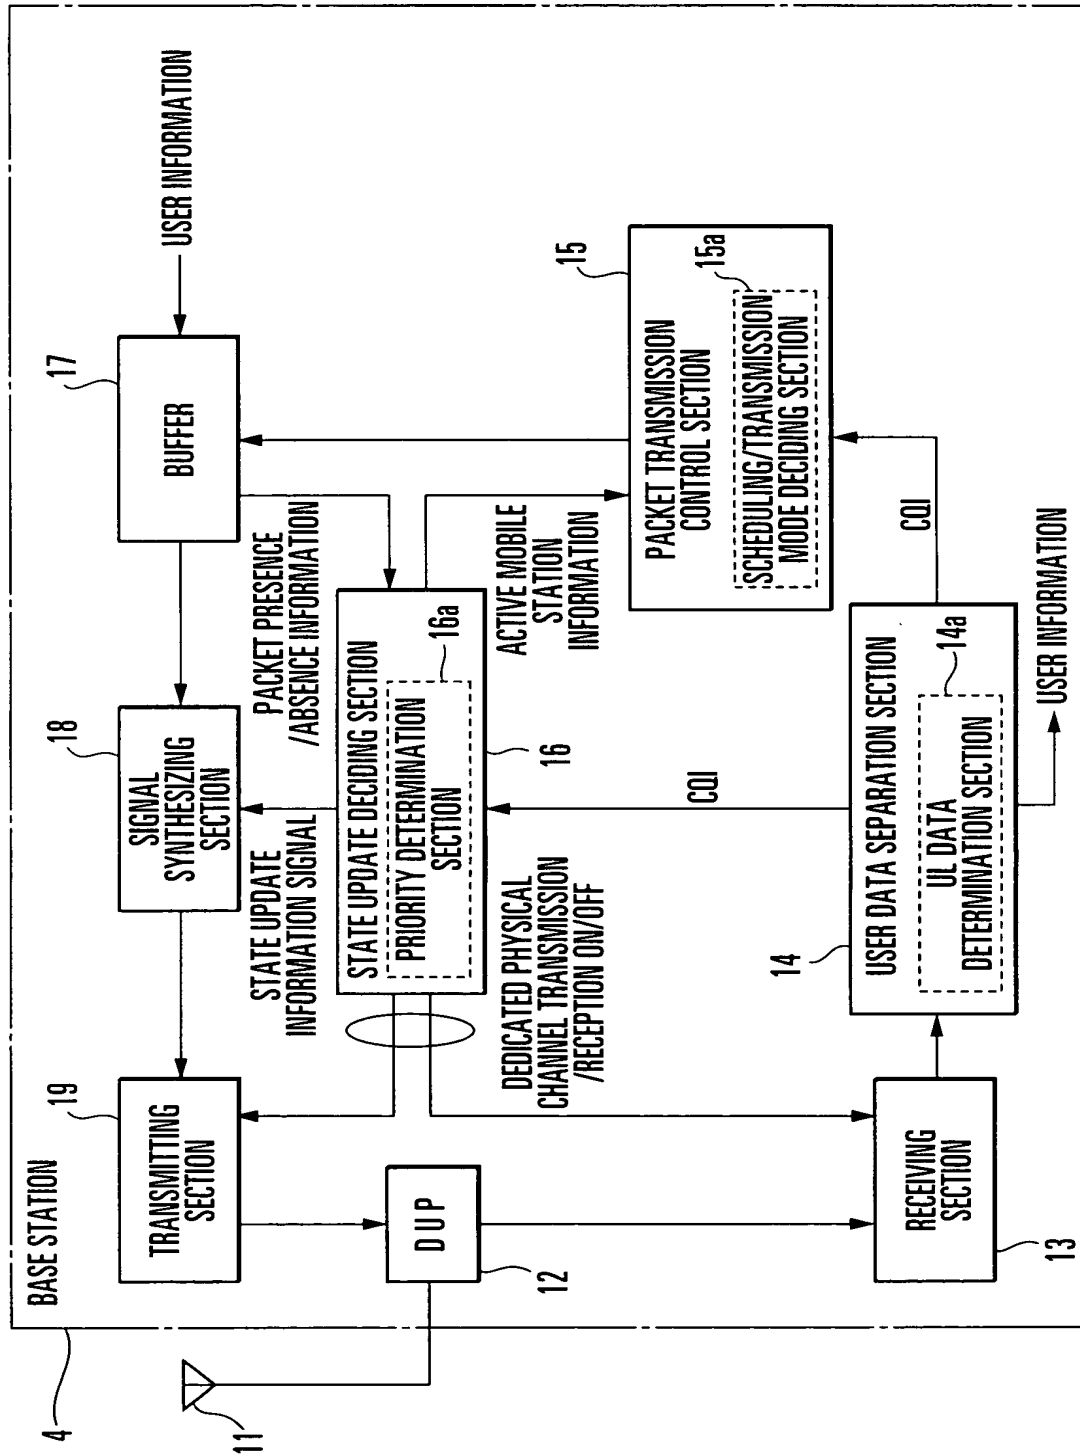 BASE STATION
4
11
19
TRANSMITTING
SECTION
18
SIGNAL
SYNTHESIZING
SECTION
17
BUFFER
USER INFORMATION
STATE UPDATE
INFORMATION SIGNAL
PACKET PRESENCE
/ABSENCE INFORMATION
DUP
12
STATE UPDATE DECIDING SECTION
PRIORITY DETERMINATION
SECTION
16a
16
ACTIVE MOBILE
STATION
INFORMATION
DEDICATED PHYSICAL
CHANNEL TRANSMISSION
/RECEPTION ON/OFF
CQI
15
PACKET TRANSMISSION
CONTROL SECTION
15a
SCHEDULING/TRANSMISSION
MODE DECIDING SECTION
CQI
RECEIVING
SECTION
13
14
USER DATA SEPARATION SECTION
UL DATA
DETERMINATION SECTION
14a
USER INFORMATION